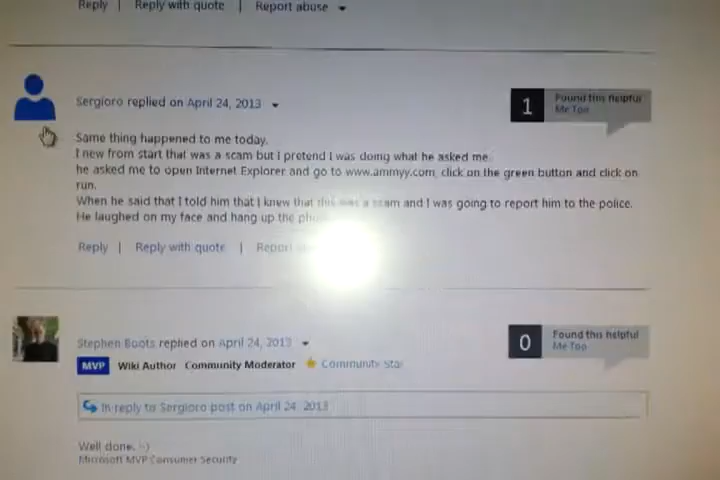 Reply | Reply with quote | Report abuse
Sergioro replied on April 24, 2013
1
Found this helpful
Me Too
Same thing happened to me today.
I new from start that was a scam but i pretend I was doing what he asked me.
he asked me to open Internet Explorer and go to www.ammyy.com, click on the green button and click on
run.
When he said that I told him that I knew that this was a scam and I was going to report him to the police.
He laughed on my face and hang up the
Reply | Reply with quote | Report
Stephen Boots replied on April 24, 2013
0
Found this helpful
Me Too
MVP Wiki Author Community Moderator Community Star
In reply to Sergioro post on April 24, 2013
Well done. :-)
Microsoft MVP Consumer Security